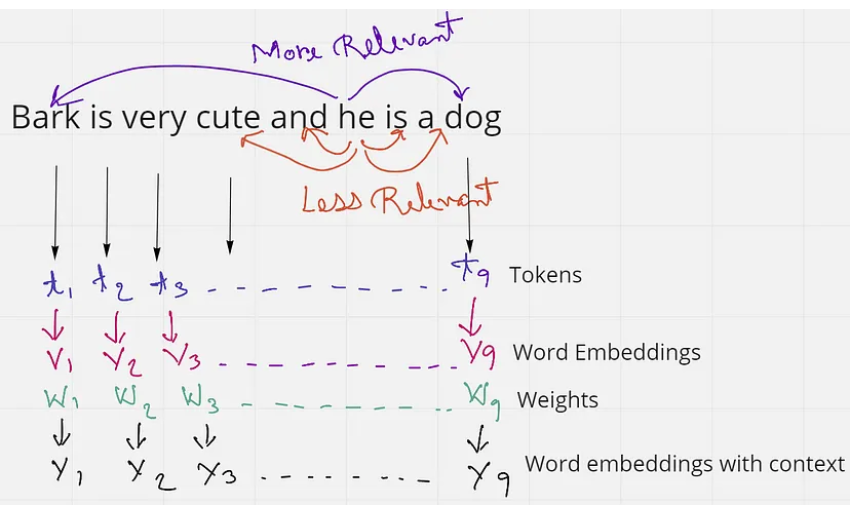 More Relevant
Bark is very cute and he is a dog
Less Relevant
t1 t2 t3 t9 Tokens
V1 V2 V3 V9 Word Embeddings
W1 W2 W3 W9 Weights
Y1 Y2 Y3 Y9 Word embeddings with context